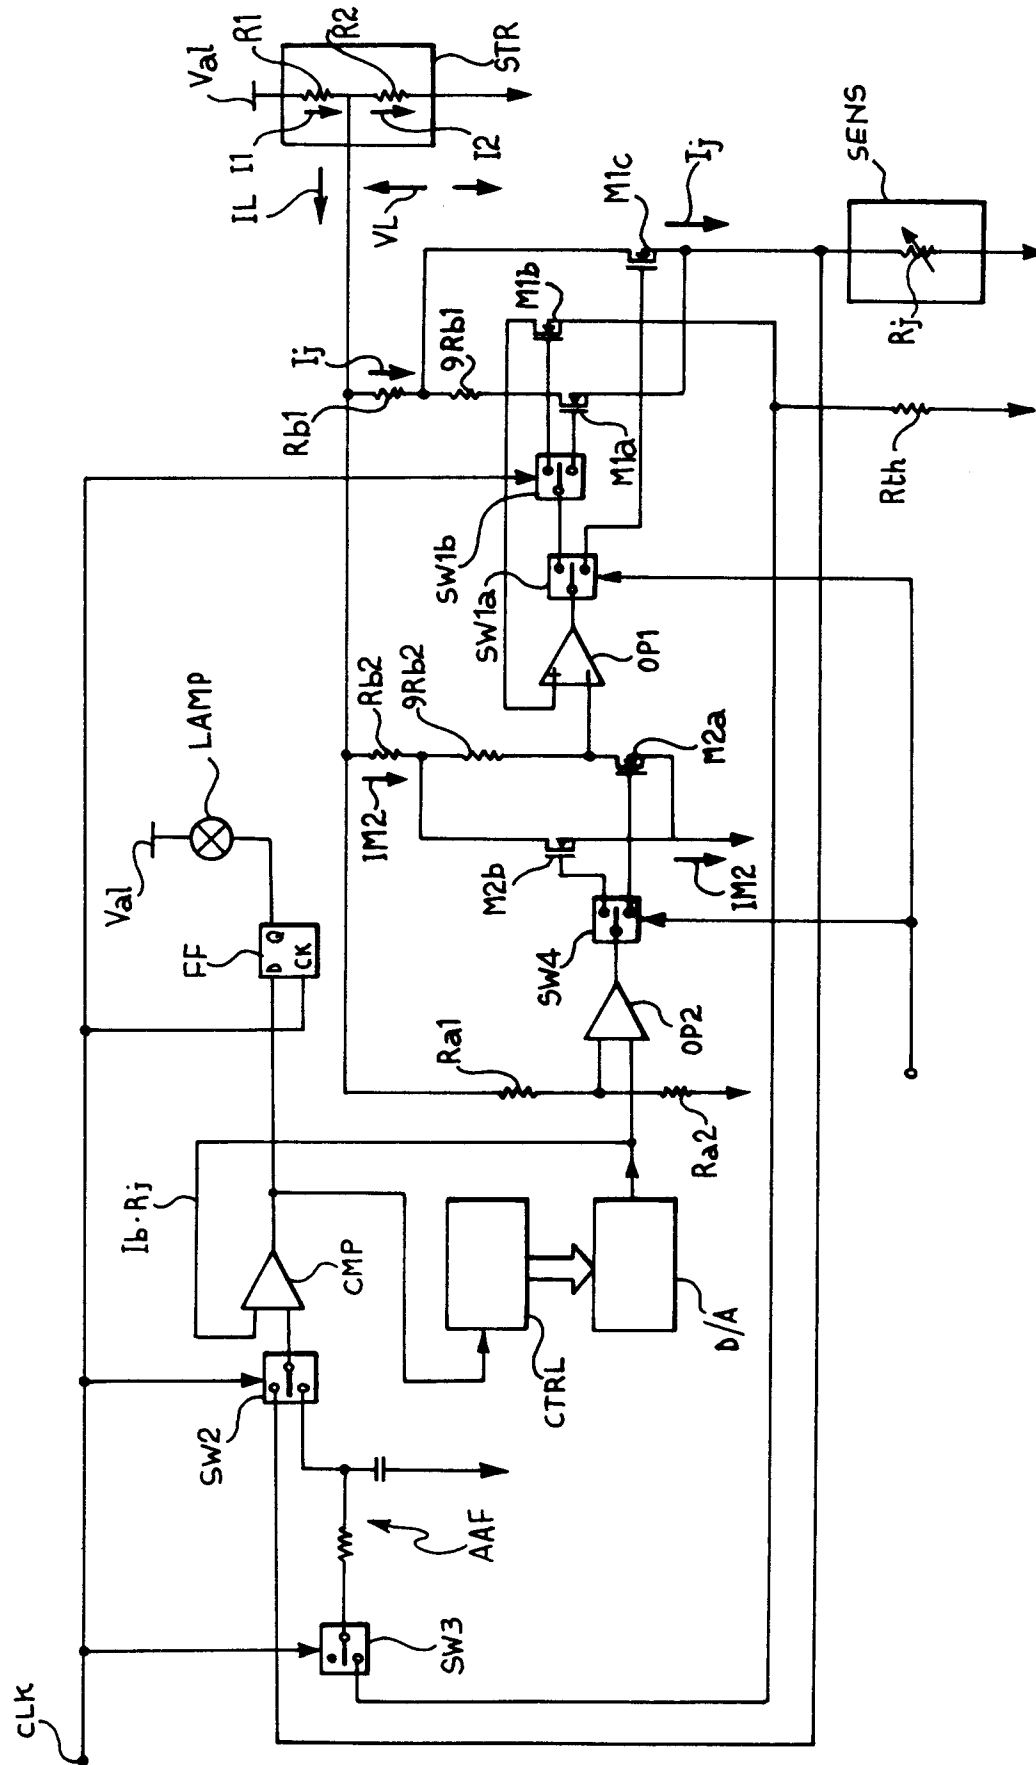 Val
R1
R2
STR
I1
I2
IL
VL
SENS
Rj
M1c
Ij
M1b
Ij
9Rb1
Rb1
M1a
Rth
SW1b
SW1a
+
−
OP1
Rb2
9Rb2
M2a
IM2
M2b
IM2
SW4
OP2
LAMP
Val
FF
D Q
CK
Ra1
Ra2
Ib·Rj
CMP
CTRL
D/A
SW2
AAF
SW3
CLK